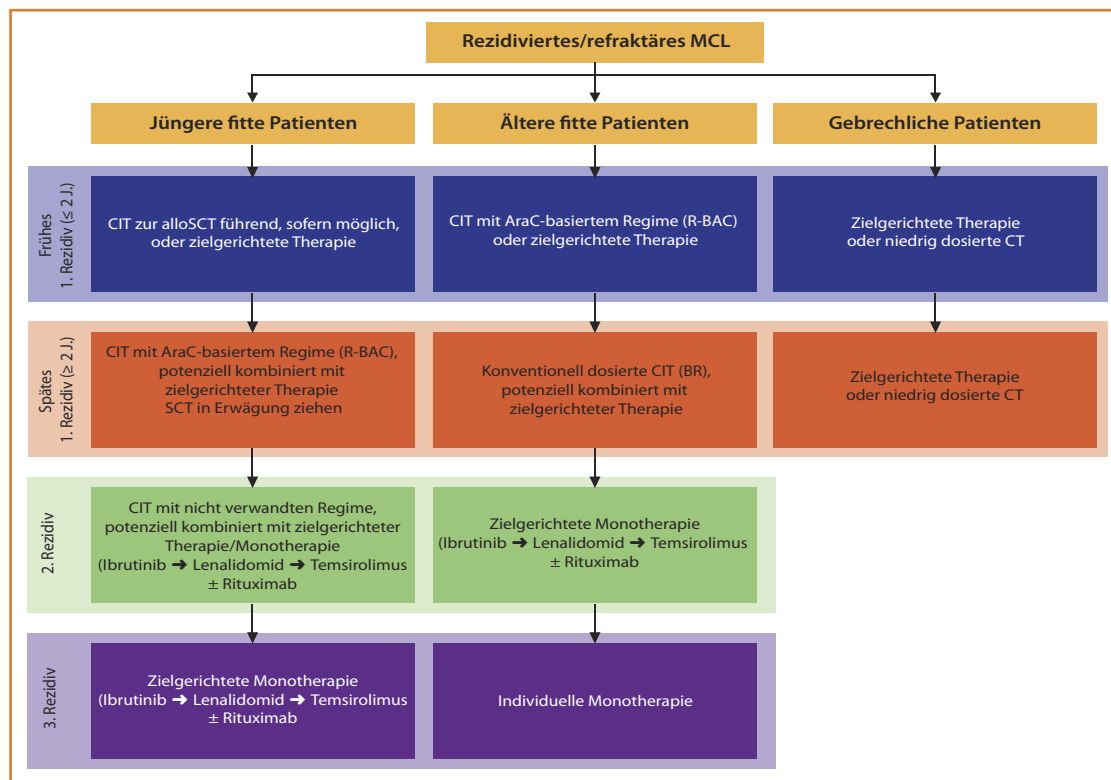 Rezidiviertes/refraktäres MCL
Jüngere fitte Patienten
Ältere fitte Patienten
Gebrechliche Patienten
Frühes
1. Rezidiv (≤ 2 J.)
CIT zur alloSCT führend, sofern möglich,
oder zielgerichtete Therapie
CIT mit AraC-basiertem Regime (R-BAC)
oder zielgerichtete Therapie
Zielgerichtete Therapie
oder niedrig dosierte CT
Spätes
1. Rezidiv (≥ 2 J.)
CIT mit AraC-basiertem Regime (R-BAC),
potenziell kombiniert mit
zielgerichteter Therapie
SCT in Erwägung ziehen
Konventionell dosierte CIT (BR),
potenziell kombiniert mit
zielgerichteter Therapie
Zielgerichtete Therapie
oder niedrig dosierte CT
2. Rezidiv
CIT mit nicht verwandten Regime,
potenziell kombiniert mit zielgerichteter
Therapie/Monotherapie
(Ibrutinib ➜ Lenalidomid ➜ Temsirolimus
± Rituximab
Zielgerichtete Monotherapie
(Ibrutinib ➜ Lenalidomid ➜ Temsirolimus
± Rituximab
3. Rezidiv
Zielgerichtete Monotherapie
(Ibrutinib ➜ Lenalidomid ➜ Temsirolimus
± Rituximab
Individuelle Monotherapie